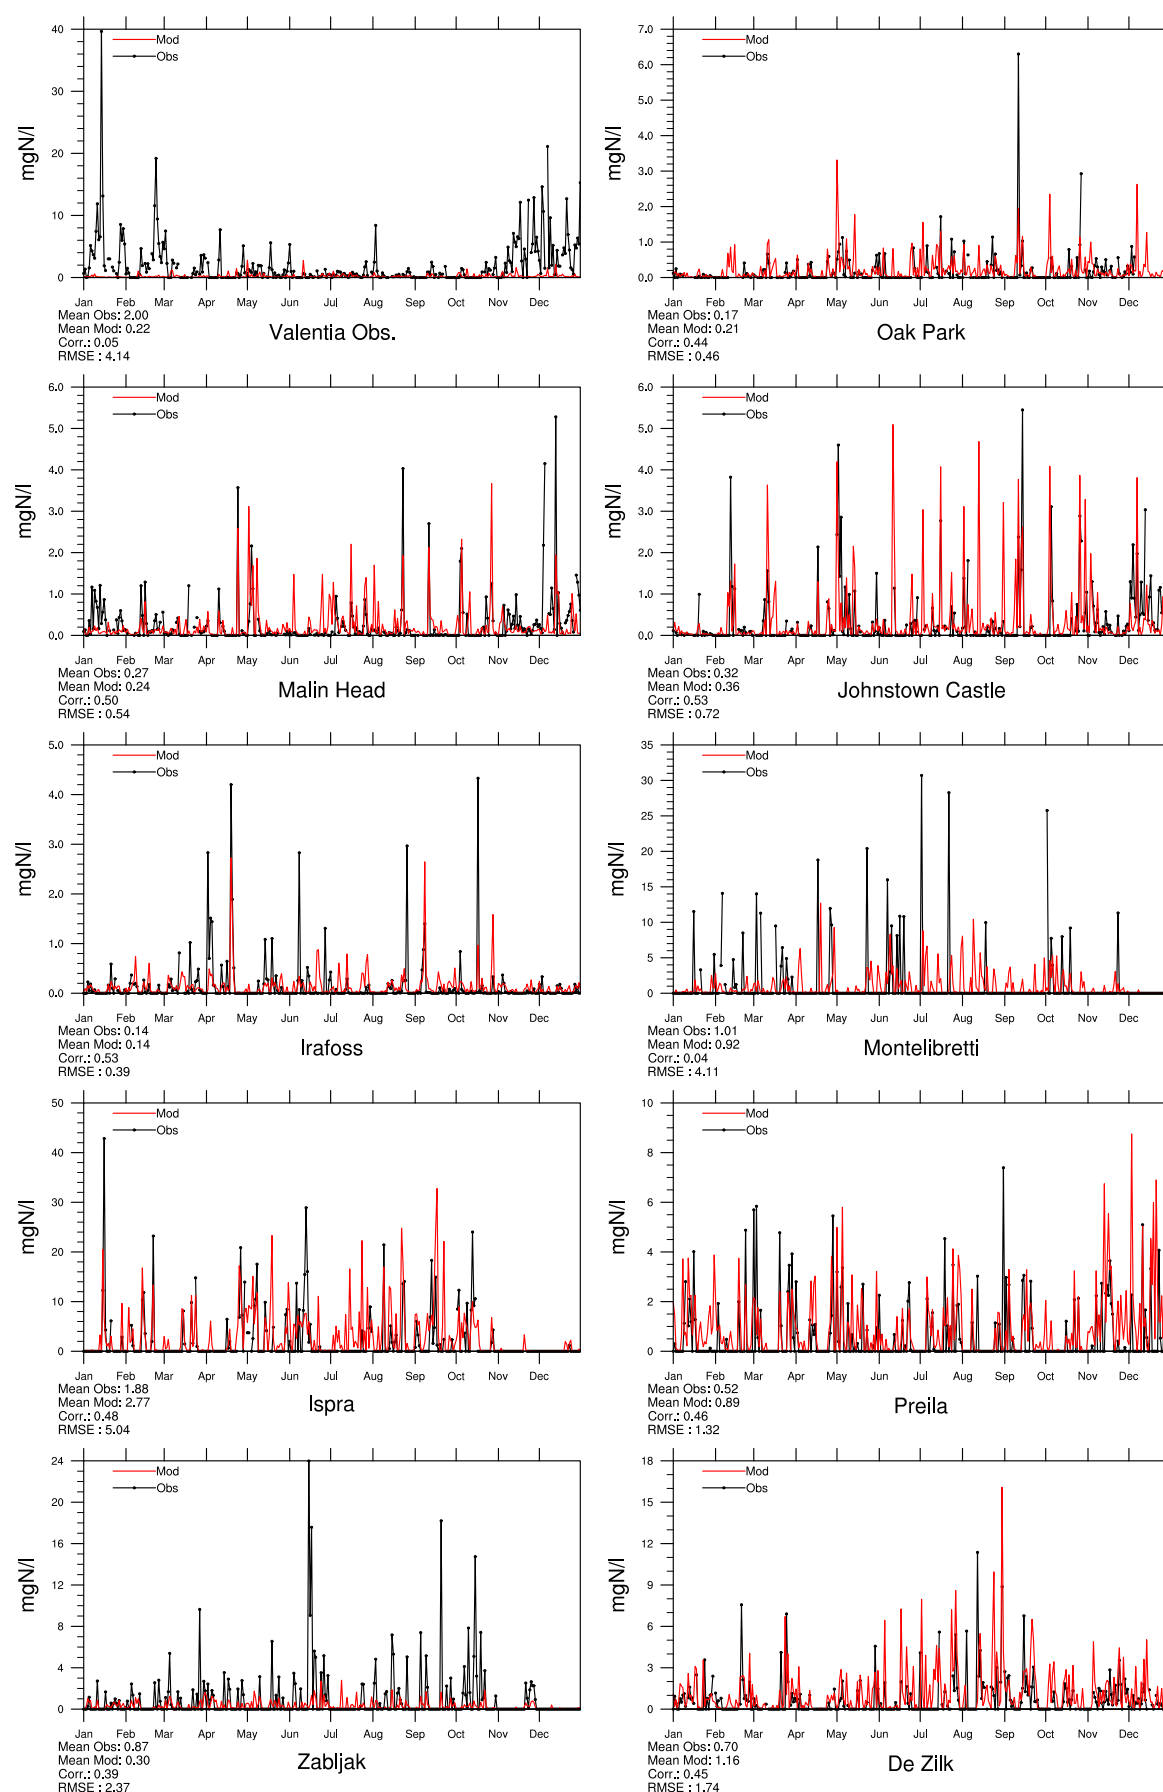 40
30
20
10
0
mgN/l
Mod
Obs
Jan Feb Mar Apr May Jun Jul Aug Sep Oct Nov Dec
Mean Obs: 2.00
Mean Mod: 0.22
Corr.: 0.05
RMSE : 4.14
Valentia Obs.
7.0
6.0
5.0
4.0
3.0
2.0
1.0
0.0
mgN/l
Mod
Obs
Jan Feb Mar Apr May Jun Jul Aug Sep Oct Nov Dec
Mean Obs: 0.17
Mean Mod: 0.21
Corr.: 0.44
RMSE : 0.46
Oak Park
6.0
5.0
4.0
3.0
2.0
1.0
0.0
mgN/l
Mod
Obs
Jan Feb Mar Apr May Jun Jul Aug Sep Oct Nov Dec
Mean Obs: 0.27
Mean Mod: 0.24
Corr.: 0.50
RMSE : 0.54
Malin Head
6.0
5.0
4.0
3.0
2.0
1.0
0.0
mgN/l
Mod
Obs
Jan Feb Mar Apr May Jun Jul Aug Sep Oct Nov Dec
Mean Obs: 0.32
Mean Mod: 0.36
Corr.: 0.53
RMSE : 0.72
Johnstown Castle
5.0
4.0
3.0
2.0
1.0
0.0
mgN/l
Mod
Obs
Jan Feb Mar Apr May Jun Jul Aug Sep Oct Nov Dec
Mean Obs: 0.14
Mean Mod: 0.14
Corr.: 0.53
RMSE : 0.39
Irafoss
35
30
25
20
15
10
5
0
mgN/l
Mod
Obs
Jan Feb Mar Apr May Jun Jul Aug Sep Oct Nov Dec
Mean Obs: 1.01
Mean Mod: 0.92
Corr.: 0.04
RMSE : 4.11
Montelibretti
50
40
30
20
10
0
mgN/l
Mod
Obs
Jan Feb Mar Apr May Jun Jul Aug Sep Oct Nov Dec
Mean Obs: 1.88
Mean Mod: 2.77
Corr.: 0.48
RMSE : 5.04
Ispra
10
8
6
4
2
0
mgN/l
Mod
Obs
Jan Feb Mar Apr May Jun Jul Aug Sep Oct Nov Dec
Mean Obs: 0.52
Mean Mod: 0.89
Corr.: 0.46
RMSE : 1.32
Preila
24
20
16
12
8
4
0
mgN/l
Mod
Obs
Jan Feb Mar Apr May Jun Jul Aug Sep Oct Nov Dec
Mean Obs: 0.87
Mean Mod: 0.30
Corr.: 0.39
RMSE : 2.37
Zabljak
18
15
12
9
6
3
0
mgN/l
Mod
Obs
Jan Feb Mar Apr May Jun Jul Aug Sep Oct Nov Dec
Mean Obs: 0.70
Mean Mod: 1.16
Corr.: 0.45
RMSE : 1.74
De Zilk